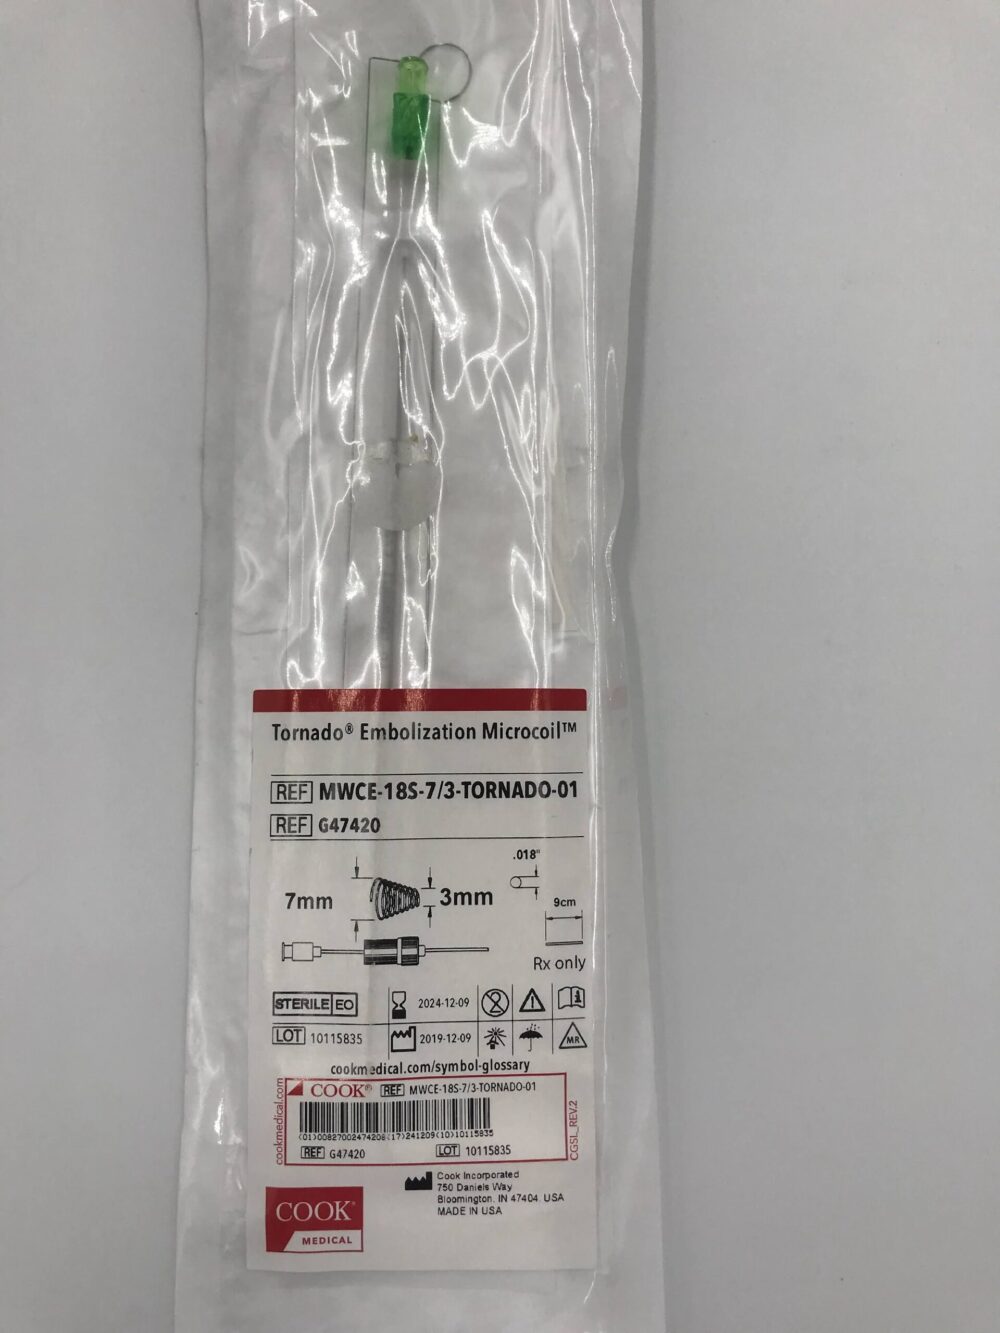 Tornado® Embolization Microcoil™
REF MWCE-18S-7/3-TORNADO-01
REF G47420
.018"
7mm
3mm
9cm
Rx only
STERILE EO
2024-12-09
2
LOT 10115835
2019-12-09
MR
cookmedical.com/symbol-glossary
cookmedical.com
COOK® REF MWCE-18S-7/3-TORNADO-01
(01)00827002474208(17)241209(10)10115835
REF G47420 LOT 10115835
CGSL_REV.2
Cook Incorporated
750 Daniels Way
Bloomington, IN 47404 USA
MADE IN USA
COOK®
MEDICAL